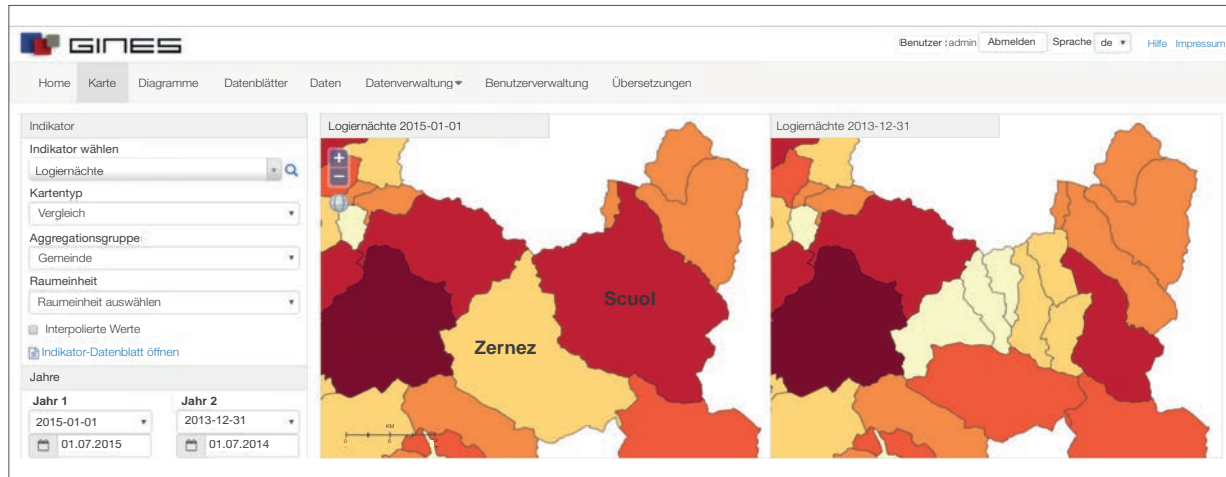 GINES
Benutzer : admin Abmelden Sprache de Hilfe Impressum
Home Karte Diagramme Datenblätter Daten Datenverwaltung Benutzerverwaltung Übersetzungen
Indikator
Indikator wählen
Logiernächte
Kartentyp
Vergleich
Aggregationsgruppe
Gemeinde
Raumeinheit
Raumeinheit auswählen
Interpolierte Werte
Indikator-Datenblatt öffnen
Jahre
Jahr 1 Jahr 2
2015-01-01 2013-12-31
01.07.2015 01.07.2014
Logiernächte 2015-01-01
+
−
Scuol
Zernez
KM
Logiernächte 2013-12-31